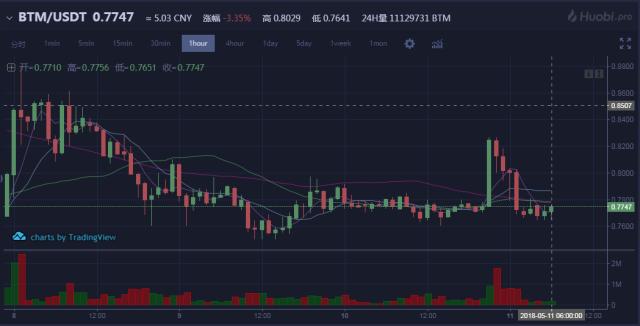 BTM/USDT 0.7747 ≈ 5.03 CNY 涨幅 -3.35% 高 0.8029 低 0.7641 24H量 11129731 BTM Huobi.pro
分时 1min 5min 15min 30min 1hour 4hour 1day 5day 1week 1mon
开=0.7710 高=0.7756 低=0.7651 收=0.7747
0.8800
0.8600
0.8507
0.8400
0.8200
0.8000
0.7800
0.7747
0.7600
charts by TradingView
2M
1M
0
8 12:00 9 12:00 10 12:00 11 2018-05-11 06:00:00